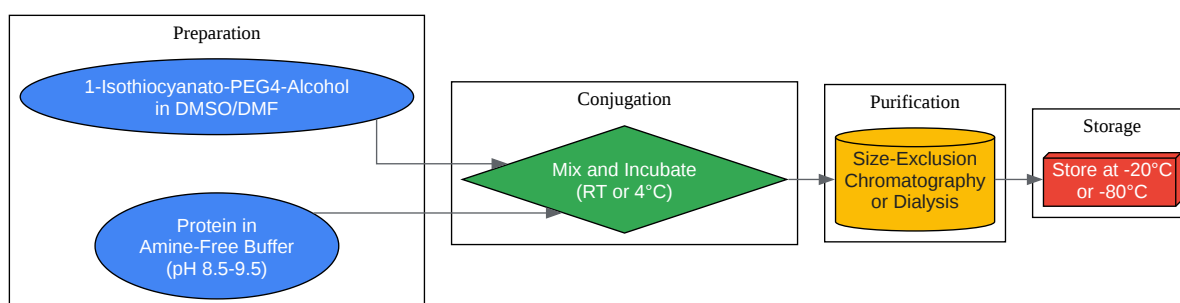 Preparation
1-Isothiocyanato-PEG4-Alcohol
in DMSO/DMF
Protein in
Amine-Free Buffer
(pH 8.5-9.5)
Conjugation
Mix and Incubate
(RT or 4°C)
Purification
Size-Exclusion
Chromatography
or Dialysis
Storage
Store at -20°C
or -80°C